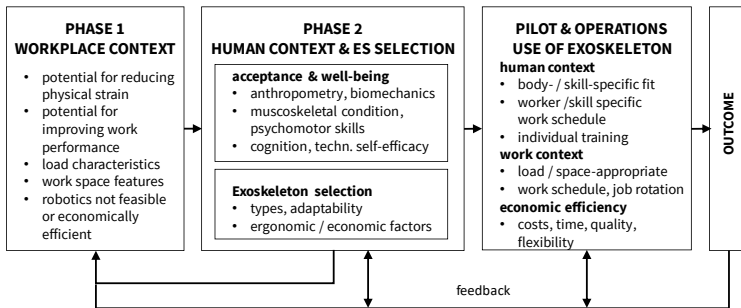 PHASE 1
WORKPLACE CONTEXT
• potential for reducing
physical strain
• potential for
improving work
performance
• load characteristics
• work space features
• robotics not feasible
or economically
efficient
PHASE 2
HUMAN CONTEXT & ES SELECTION
acceptance & well-being
• anthropometry, biomechanics
• muscoskeletal condition,
psychomotor skills
• cognition, techn. self-efficacy
Exoskeleton selection
• types, adaptability
• ergonomic / economic factors
PILOT & OPERATIONS
USE OF EXOSKELETON
human context
• body- / skill-specific fit
• worker /skill specific
work schedule
• individual training
work context
• load / space-appropriate
• work schedule, job rotation
economic efficiency
• costs, time, quality,
flexibility
OUTCOME
feedback